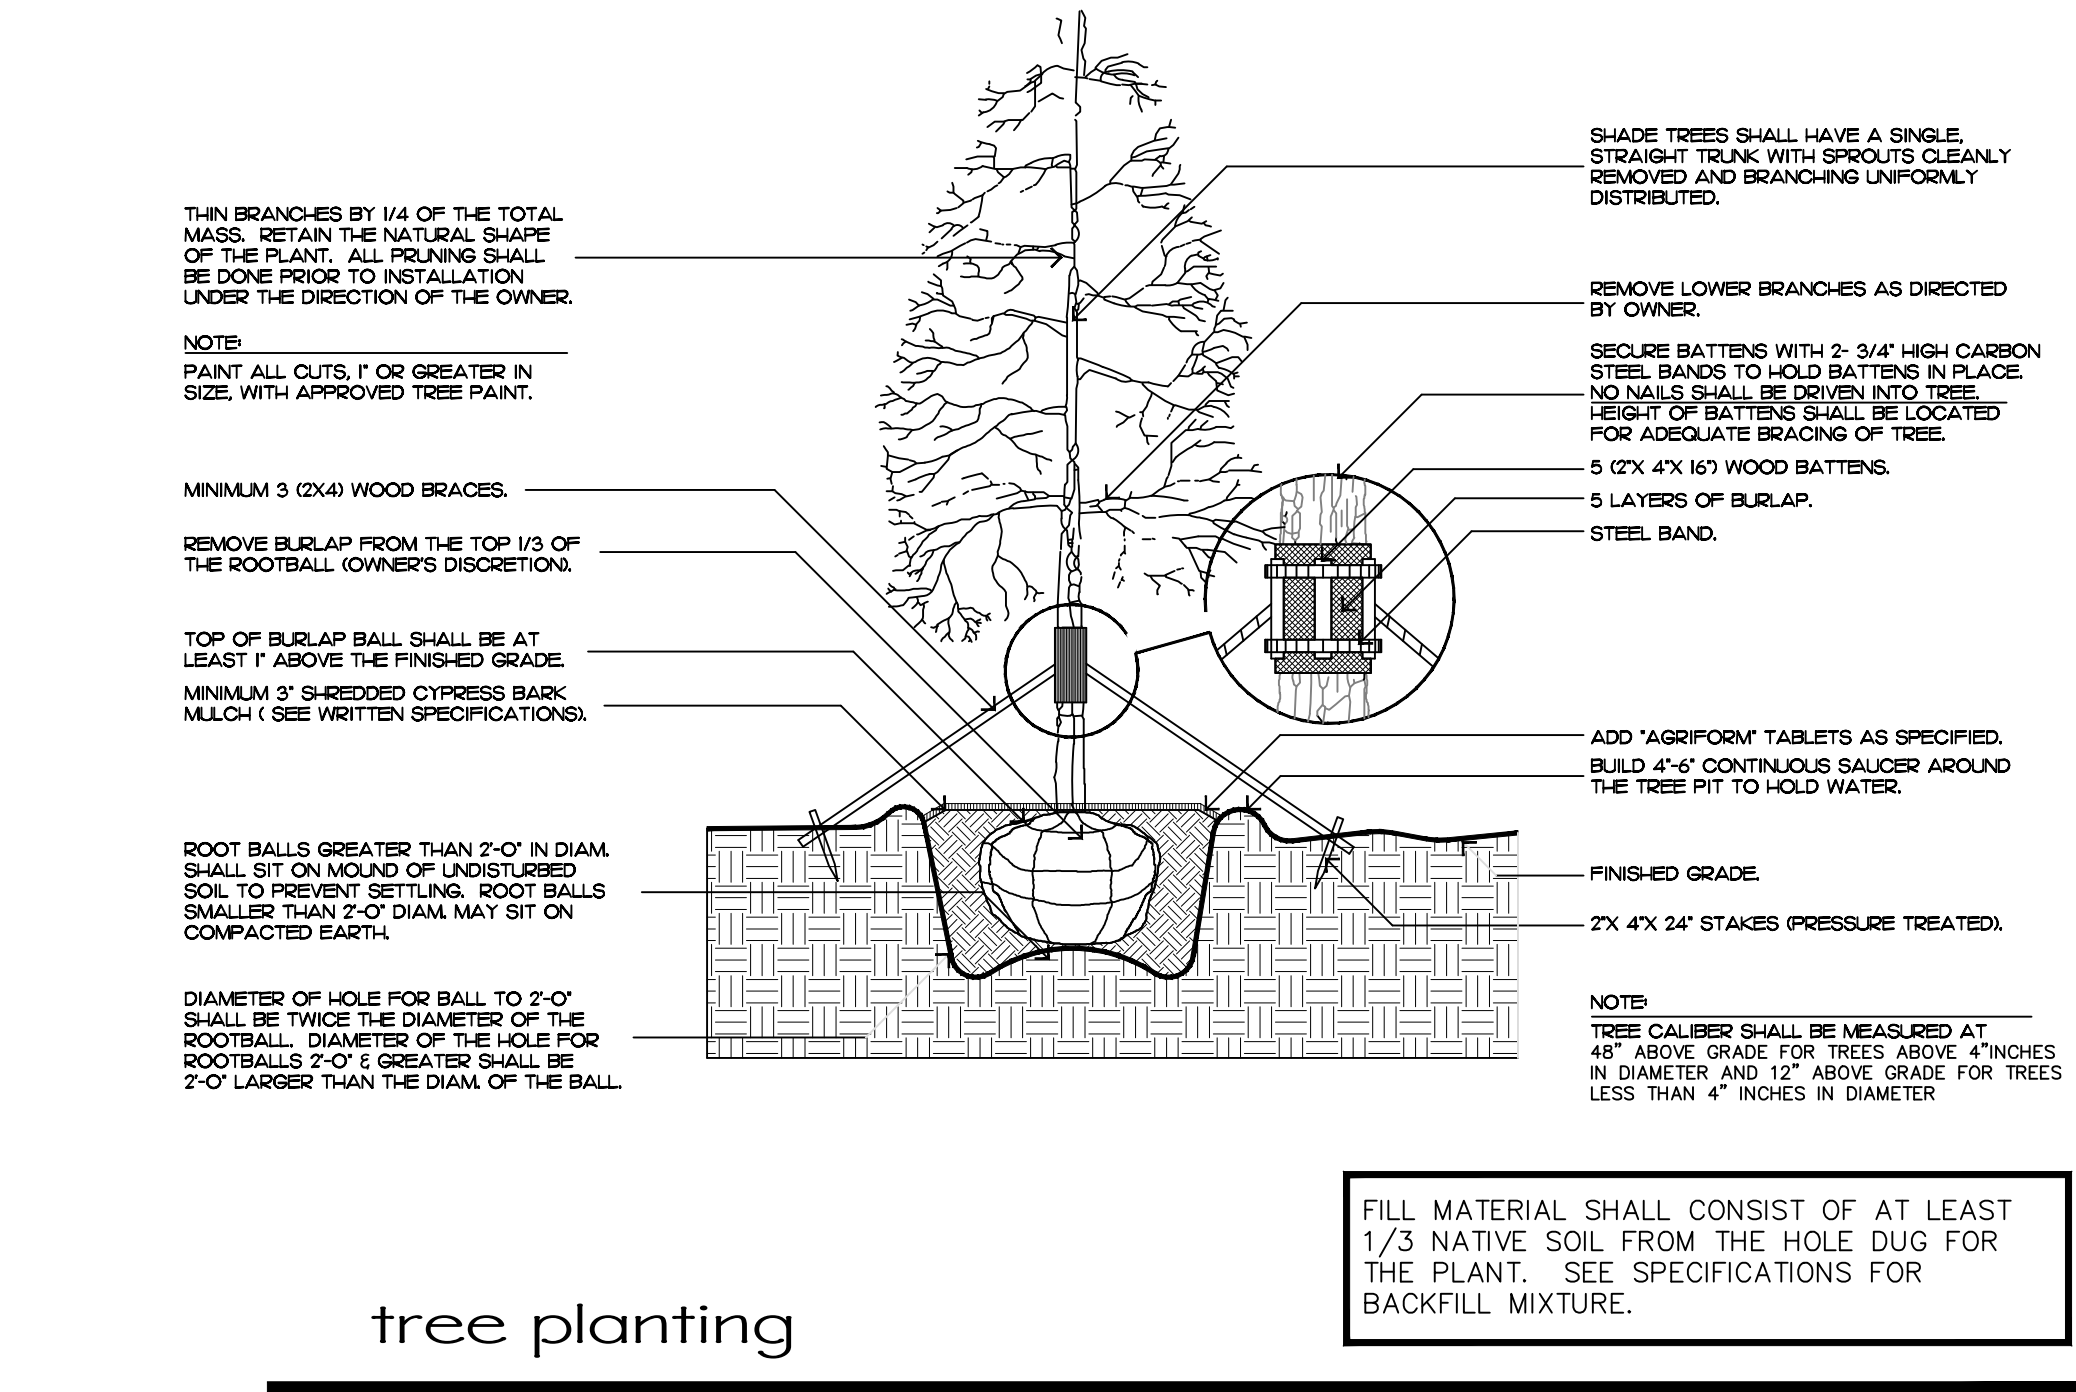 THIN BRANCHES BY 1/4 OF THE TOTAL
MASS. RETAIN THE NATURAL SHAPE
OF THE PLANT. ALL PRUNING SHALL
BE DONE PRIOR TO INSTALLATION
UNDER THE DIRECTION OF THE OWNER.
NOTE:
PAINT ALL CUTS, 1" OR GREATER IN
SIZE, WITH APPROVED TREE PAINT.
MINIMUM 3 (2X4) WOOD BRACES.
REMOVE BURLAP FROM THE TOP 1/3 OF
THE ROOTBALL (OWNER'S DISCRETION).
TOP OF BURLAP BALL SHALL BE AT
LEAST 1" ABOVE THE FINISHED GRADE.
MINIMUM 3" SHREDDED CYPRESS BARK
MULCH ( SEE WRITTEN SPECIFICATIONS).
ROOT BALLS GREATER THAN 2'-0" IN DIAM.
SHALL SIT ON MOUND OF UNDISTURBED
SOIL TO PREVENT SETTLING. ROOT BALLS
SMALLER THAN 2'-0" DIAM. MAY SIT ON
COMPACTED EARTH.
DIAMETER OF HOLE FOR BALL TO 2'-0"
SHALL BE TWICE THE DIAMETER OF THE
ROOTBALL. DIAMETER OF THE HOLE FOR
ROOTBALLS 2'-0" & GREATER SHALL BE
2'-0" LARGER THAN THE DIAM. OF THE BALL.
SHADE TREES SHALL HAVE A SINGLE,
STRAIGHT TRUNK WITH SPROUTS CLEANLY
REMOVED AND BRANCHING UNIFORMLY
DISTRIBUTED.
REMOVE LOWER BRANCHES AS DIRECTED
BY OWNER.
SECURE BATTENS WITH 2- 3/4" HIGH CARBON
STEEL BANDS TO HOLD BATTENS IN PLACE.
NO NAILS SHALL BE DRIVEN INTO TREE.
HEIGHT OF BATTENS SHALL BE LOCATED
FOR ADEQUATE BRACING OF TREE.
5 (2"X 4"X 16") WOOD BATTENS.
5 LAYERS OF BURLAP.
STEEL BAND.
ADD "AGRIFORM" TABLETS AS SPECIFIED.
BUILD 4"-6" CONTINUOUS SAUCER AROUND
THE TREE PIT TO HOLD WATER.
FINISHED GRADE.
2"X 4"X 24" STAKES (PRESSURE TREATED).
NOTE:
TREE CALIBER SHALL BE MEASURED AT
48" ABOVE GRADE FOR TREES ABOVE 4"INCHES
IN DIAMETER AND 12" ABOVE GRADE FOR TREES
LESS THAN 4" INCHES IN DIAMETER
FILL MATERIAL SHALL CONSIST OF AT LEAST
1/3 NATIVE SOIL FROM THE HOLE DUG FOR
THE PLANT. SEE SPECIFICATIONS FOR
BACKFILL MIXTURE.
tree planting